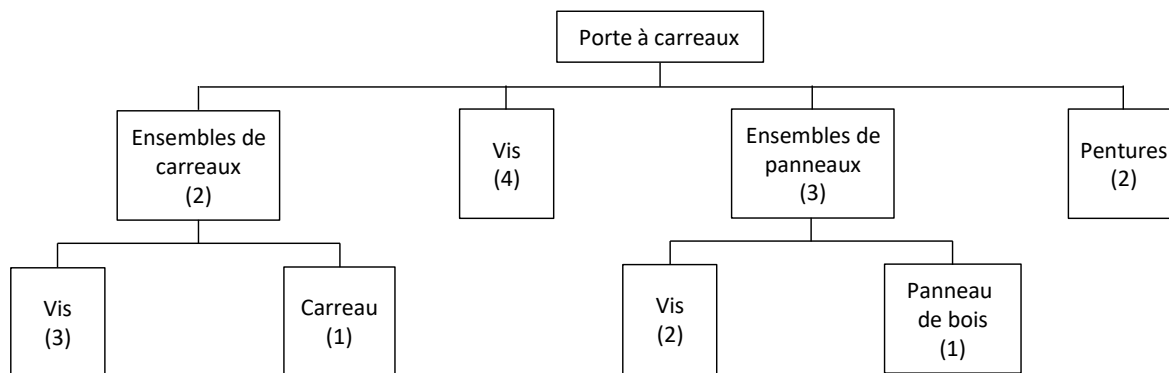 Porte à carreaux
Ensembles de
carreaux
(2)
Vis
(4)
Ensembles de
panneaux
(3)
Pentures
(2)
Vis
(3)
Carreau
(1)
Vis
(2)
Panneau
de bois
(1)